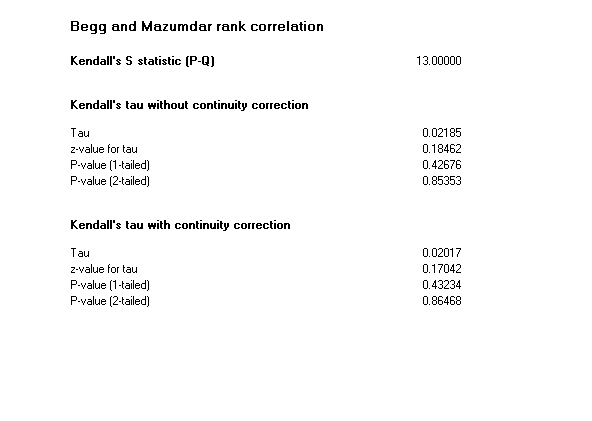 Begg and Mazumdar rank correlation
Kendall's S statistic (P-Q) 13.00000
Kendall's tau without continuity correction
Tau 0.02185
z-value for tau 0.18462
P-value (1-tailed) 0.42676
P-value (2-tailed) 0.85353
Kendall's tau with continuity correction
Tau 0.02017
z-value for tau 0.17042
P-value (1-tailed) 0.43234
P-value (2-tailed) 0.86468